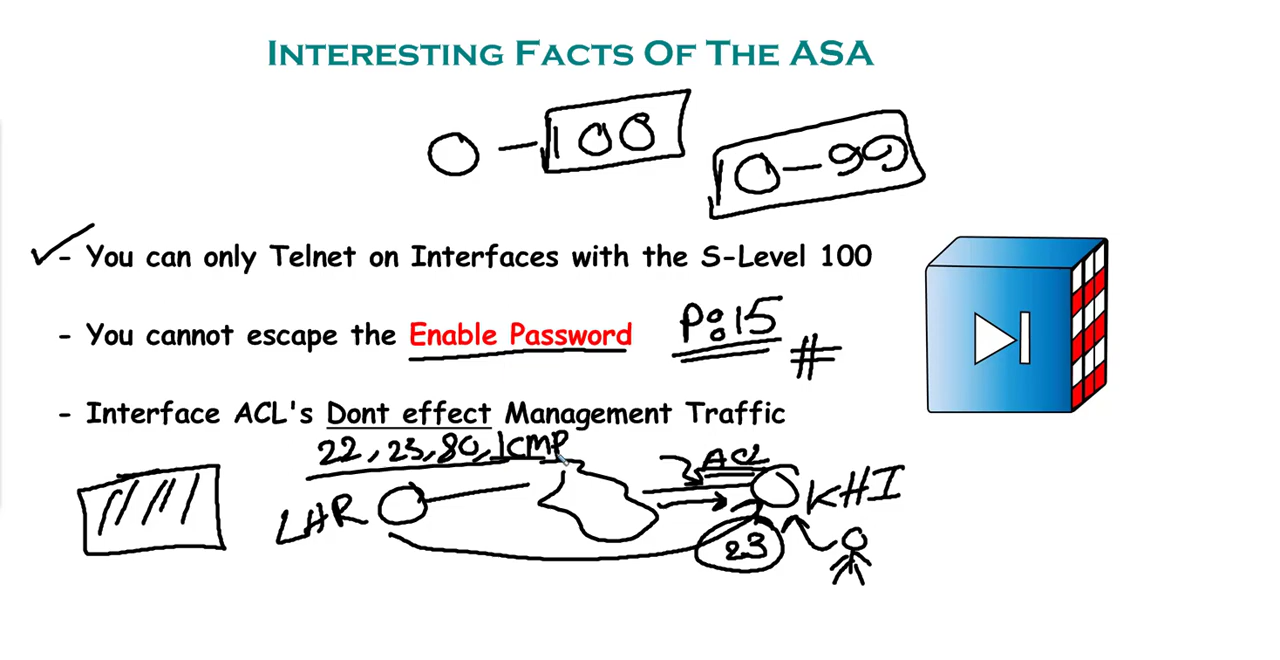 INTERESTING FACTS OF THE ASA
0-100
10-99
- You can only Telnet on Interfaces with the S-Level 100
- You cannot escape the Enable Password P:15
#
- Interface ACL's Dont effect Management Traffic
22, 23, 80, ICMP
ACL
LHR
KHI
23